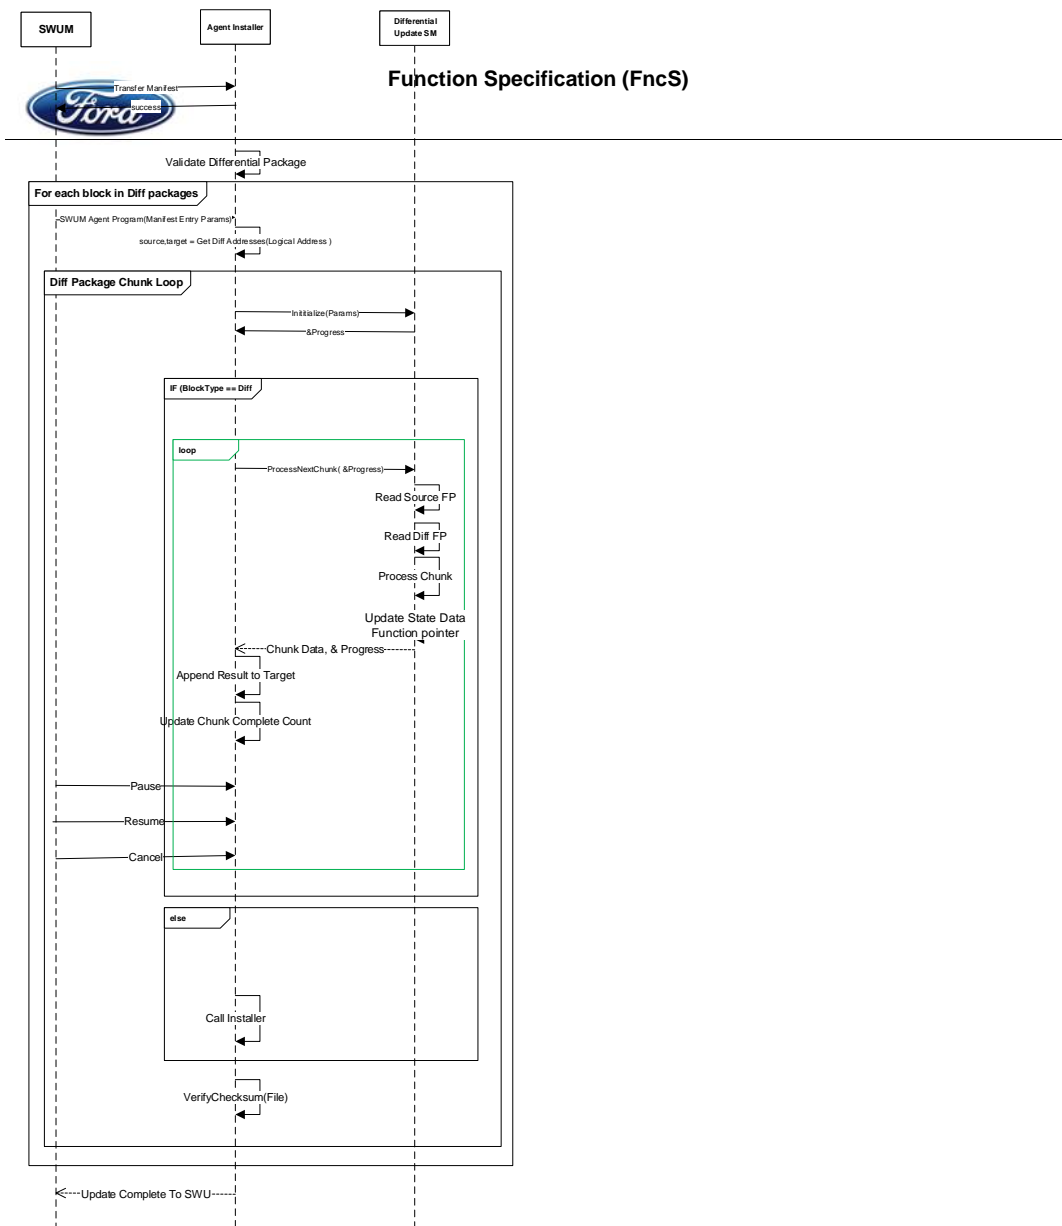 SWUM
Agent Installer
Differential
Update SM
Function Specification (FncS)
Transfer Manifest
Ford
success
Validate Differential Package
For each block in Diff packages
SWUM Agent Program(Manifest Entry Params)
source,target = Get Diff Addresses(Logical Address )
Diff Package Chunk Loop
Inititialize(Params)
&Progress
IF (BlockType == Diff
loop
ProcessNextChunk( &Progress)
Read Source FP
Read Diff FP
Process Chunk
Update State Data
Function pointer
Chunk Data, & Progress
Append Result to Target
Update Chunk Complete Count
Pause
Resume
Cancel
else
Call Installer
VerifyChecksum(File)
Update Complete To SWU